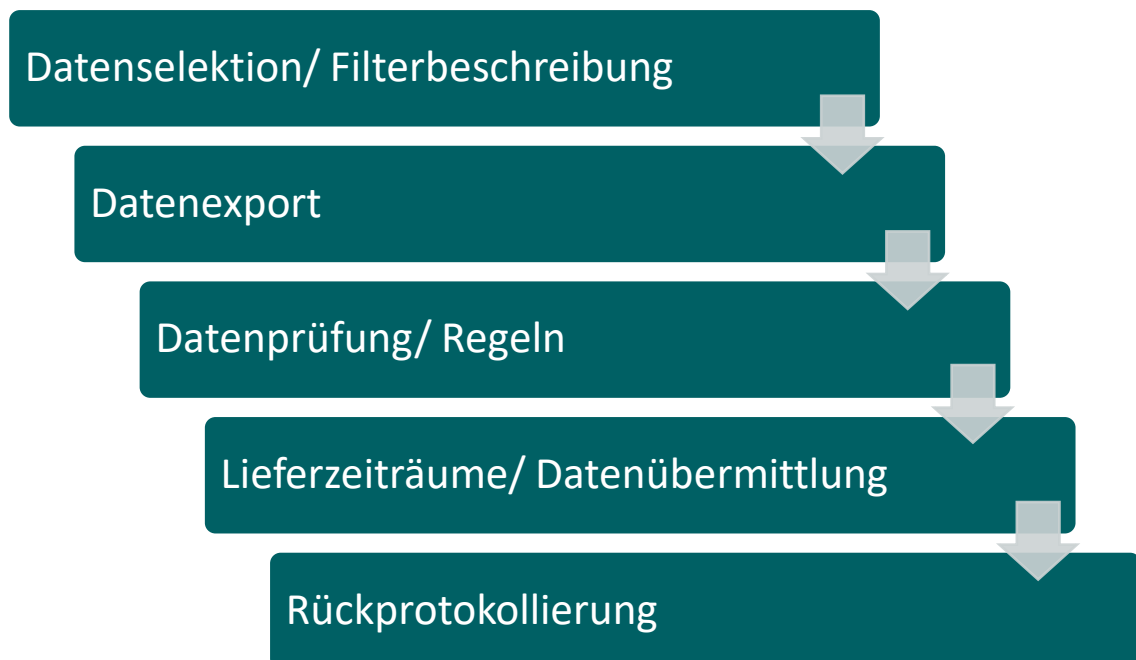 Datenselektion/ Filterbeschreibung
Datenexport
Datenprüfung/ Regeln
Lieferzeiträume/ Datenübermittlung
Rückprotokollierung